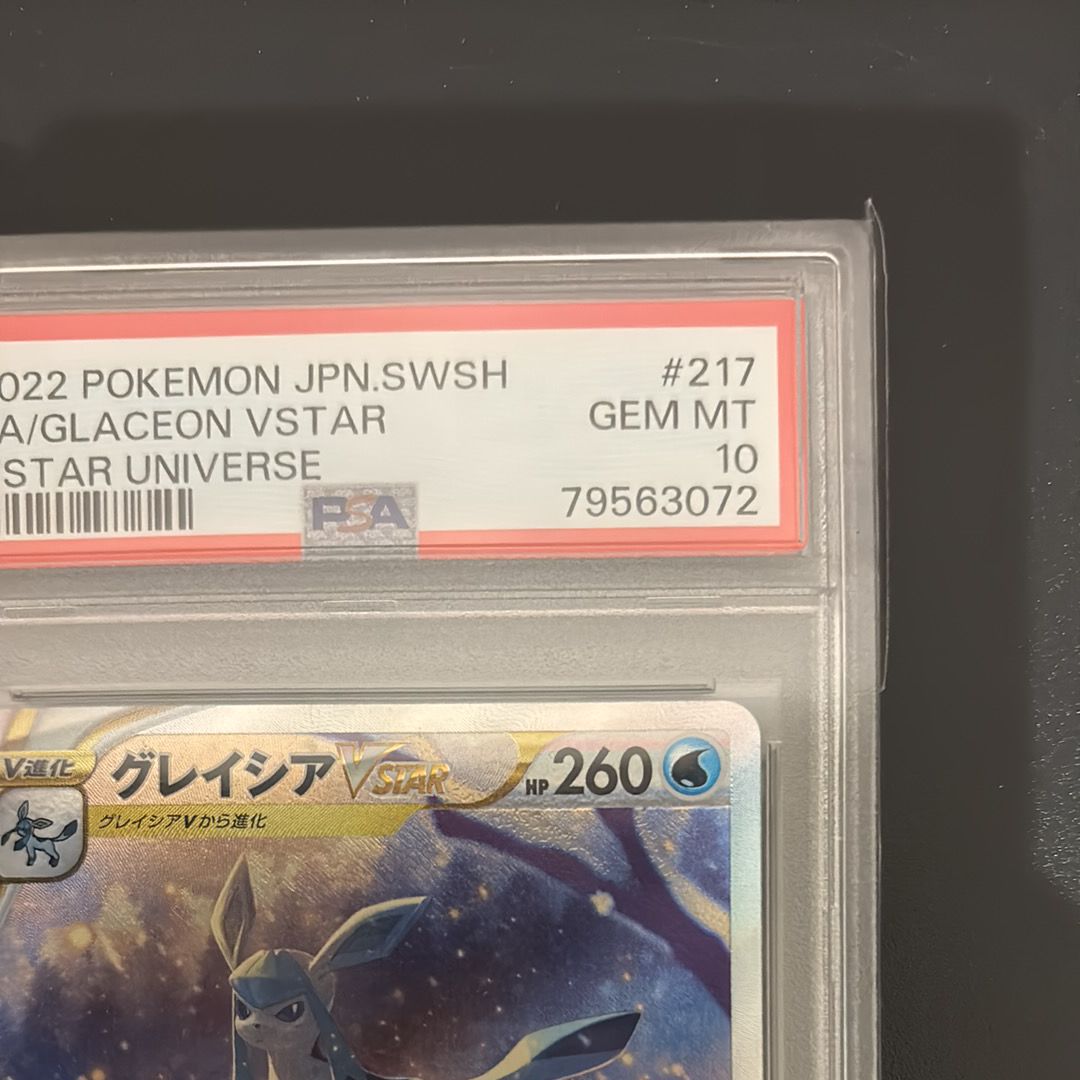 022 POKEMON JPN.SWSH #217
A/GLACEON VSTAR GEM MT
STAR UNIVERSE 10
PSA 79563072
V進化 グレイシアVSTAR HP 260
グレイシアVから進化